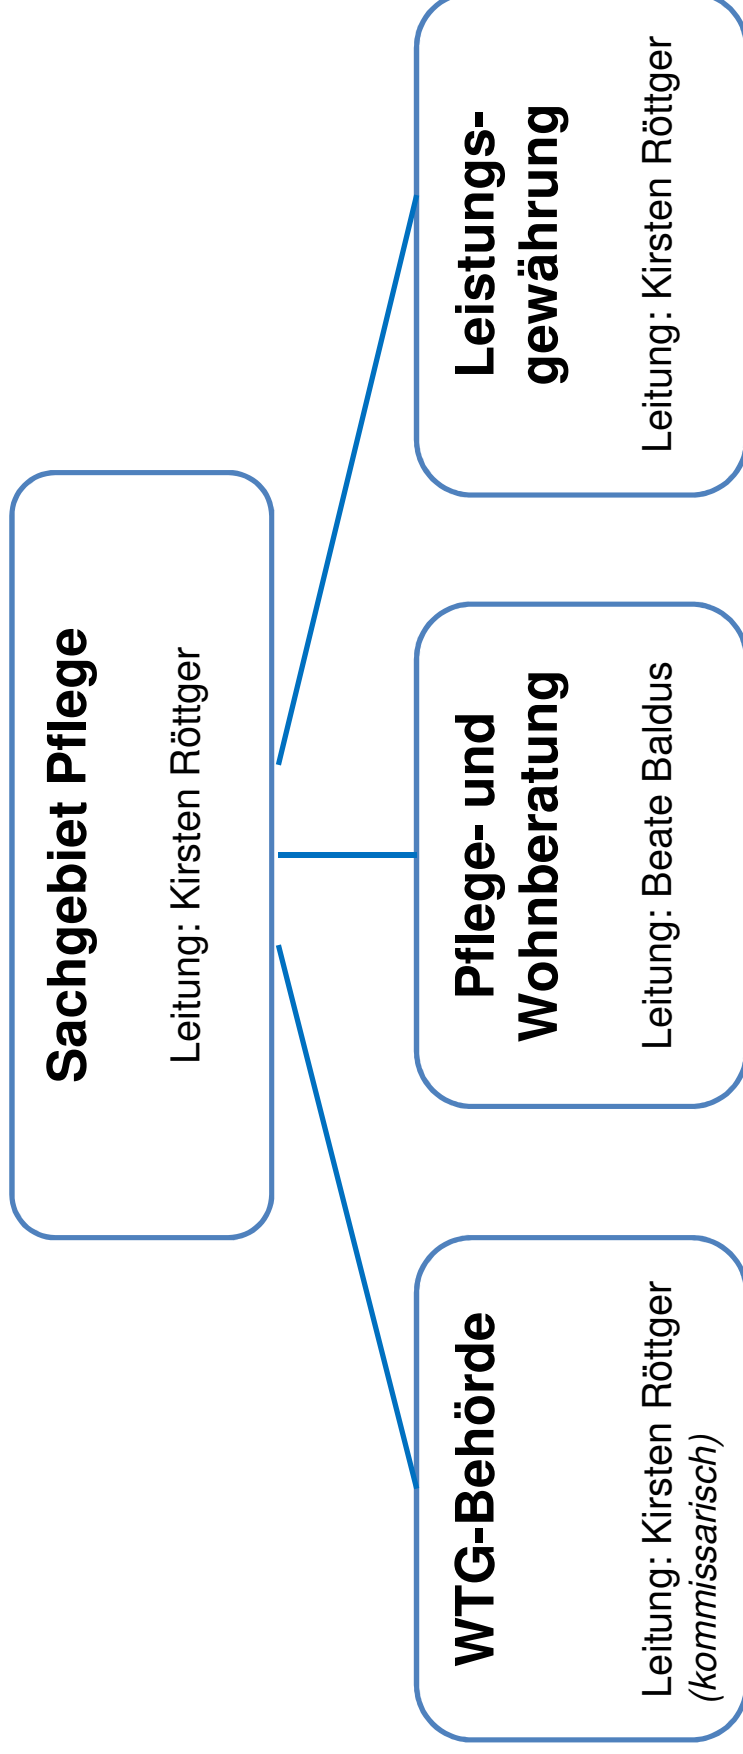 Sachgebiet Pflege
Leitung: Kirsten Röttger
WTG-Behörde
Leitung: Kirsten Röttger
(kommissarisch)
Pflege- und
Wohnberatung
Leitung: Beate Baldus
Leistungs-
gewährung
Leitung: Kirsten Röttger